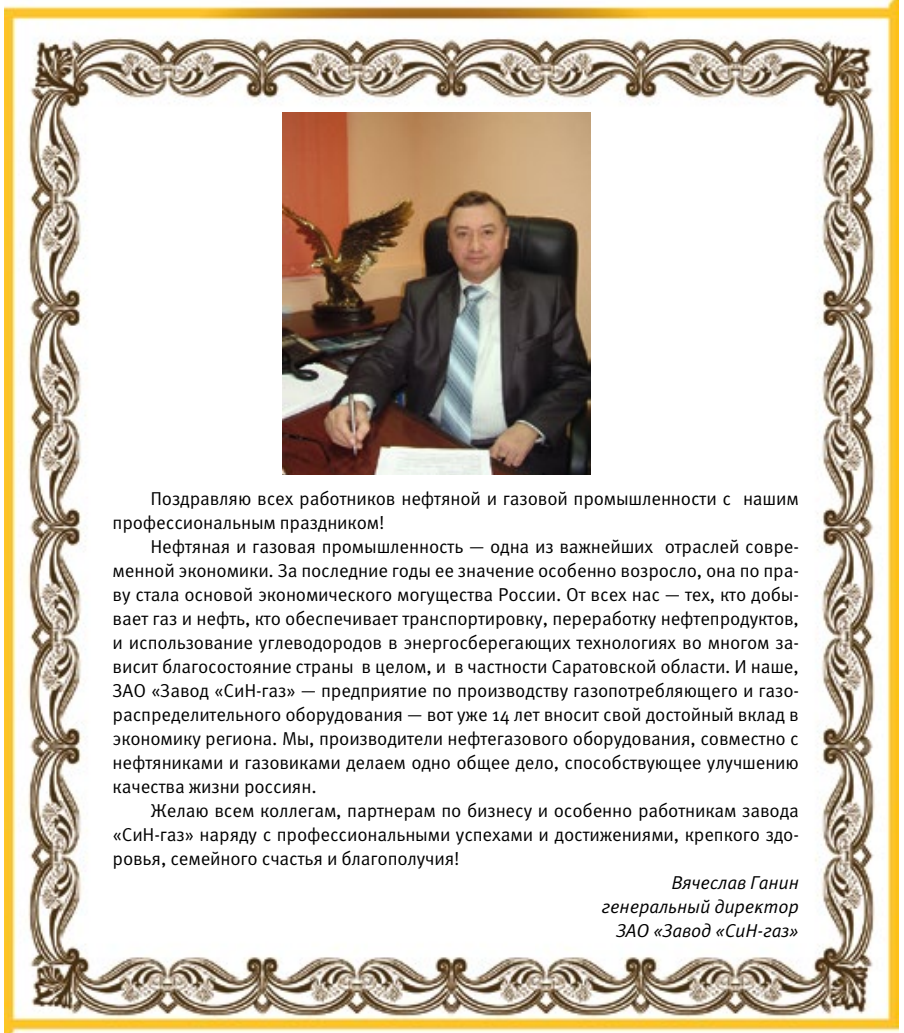 Поздравляю всех работников нефтяной и газовой промышленности с нашим
профессиональным праздником!
Нефтяная и газовая промышленность — одна из важнейших отраслей совре-
менной экономики. За последние годы ее значение особенно возросло, она по пра-
ву стала основой экономического могущества России. От всех нас — тех, кто добы-
вает газ и нефть, кто обеспечивает транспортировку, переработку нефтепродуктов,
и использование углеводородов в энергосберегающих технологиях во многом за-
висит благосостояние страны в целом, и в частности Саратовской области. И наше,
ЗАО «Завод «СиН-газ» — предприятие по производству газопотребляющего и газо-
распределительного оборудования — вот уже 14 лет вносит свой достойный вклад в
экономику региона. Мы, производители нефтегазового оборудования, совместно с
нефтяниками и газовиками делаем одно общее дело, способствующее улучшению
качества жизни россиян.
Желаю всем коллегам, партнерам по бизнесу и особенно работникам завода
«СиН-газ» наряду с профессиональными успехами и достижениями, крепкого здо-
ровья, семейного счастья и благополучия!
Вячеслав Ганин
генеральный директор
ЗАО «Завод «СиН-газ»